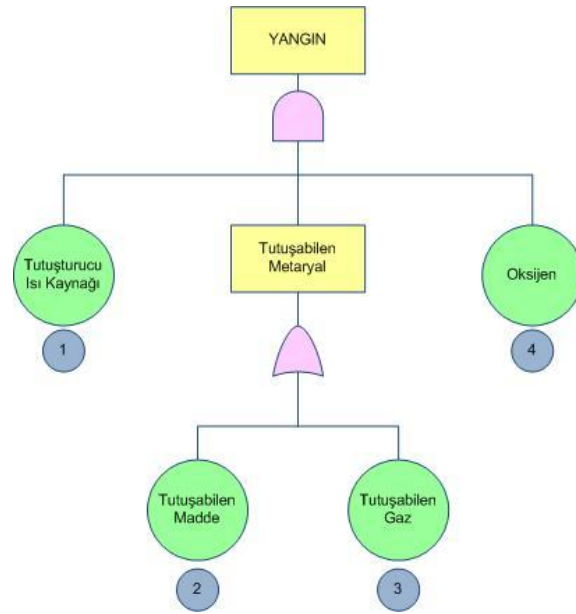 YANGIN
Tutuşturucu
Isı Kaynağı
1
Tutuşabilen
Metaryal
Oksijen
4
Tutuşabilen
Madde
2
Tutuşabilen
Gaz
3